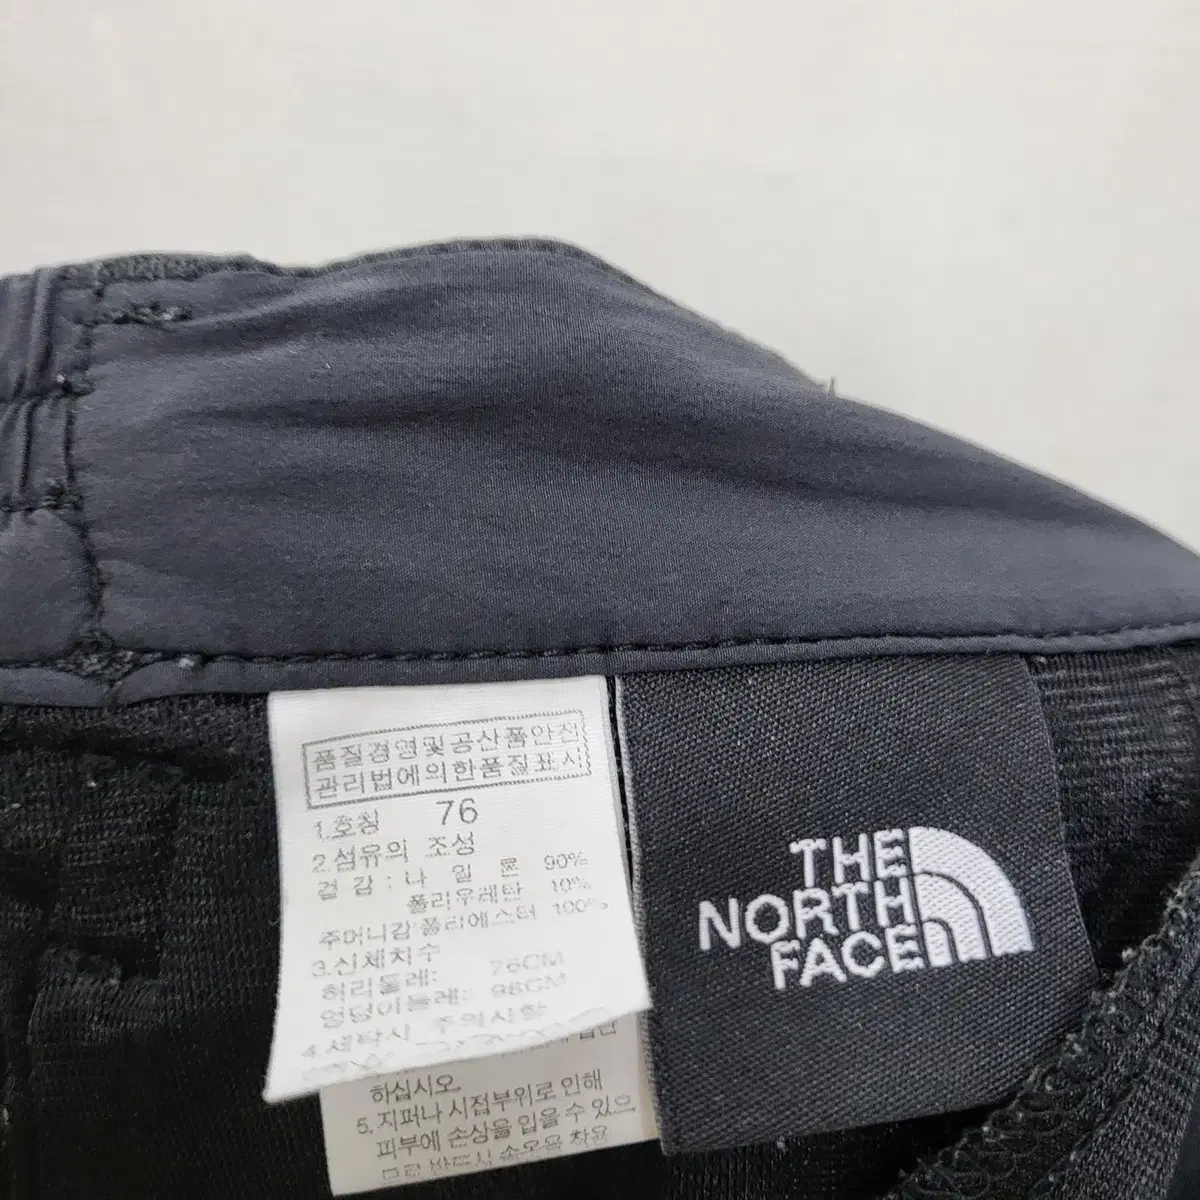 품질경영및공산품안전
관리법에의한품질표시
1.호칭 76
2.섬유의 조성
겉 감 : 나 일 론 90%
폴리우레탄 10%
주머니감 폴리에스터 100%
3.신체치수
허리둘레: 76CM
엉덩이둘레: 98CM
4.세탁시 주의사항
하십시오.
5.지퍼나 시접부위로 인해
피부에 손상을 입을 수 있으
THE
NORTH
FACE